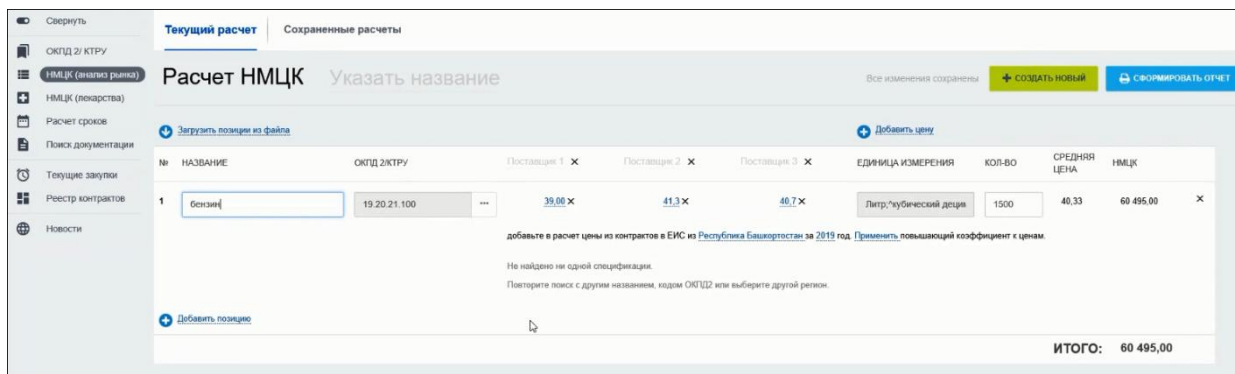 Свернуть
ОКПД 2/ КТРУ
НМЦК (анализ рынка)
НМЦК (лекарства)
Расчет сроков
Поиск документации
Текущие закупки
Реестр контрактов
Новости
Текущий расчет Сохраненные расчеты
Расчет НМЦК Указать название Все изменения сохранены + СОЗДАТЬ НОВЫЙ СФОРМИРОВАТЬ ОТЧЕТ
Загрузить позиции из файла Добавить цену
№ НАЗВАНИЕ ОКПД 2/КТРУ Поставщик 1 × Поставщик 2 × Поставщик 3 × ЕДИНИЦА ИЗМЕРЕНИЯ КОЛ-ВО СРЕДНЯЯ ЦЕНА НМЦК
1 бензин 19.20.21.100 ... 39,00 × 41,3 × 40,7 × Литр;^кубический децим 1500 40,33 60 495,00 ×
добавьте в расчет цены из контрактов в ЕИС из Республика Башкортостан за 2019 год. Применить повышающий коэффициент к ценам.
Не найдено ни одной спецификации.
Повторите поиск с другим названием, кодом ОКПД2 или выберите другой регион.
Добавить позицию
ИТОГО: 60 495,00